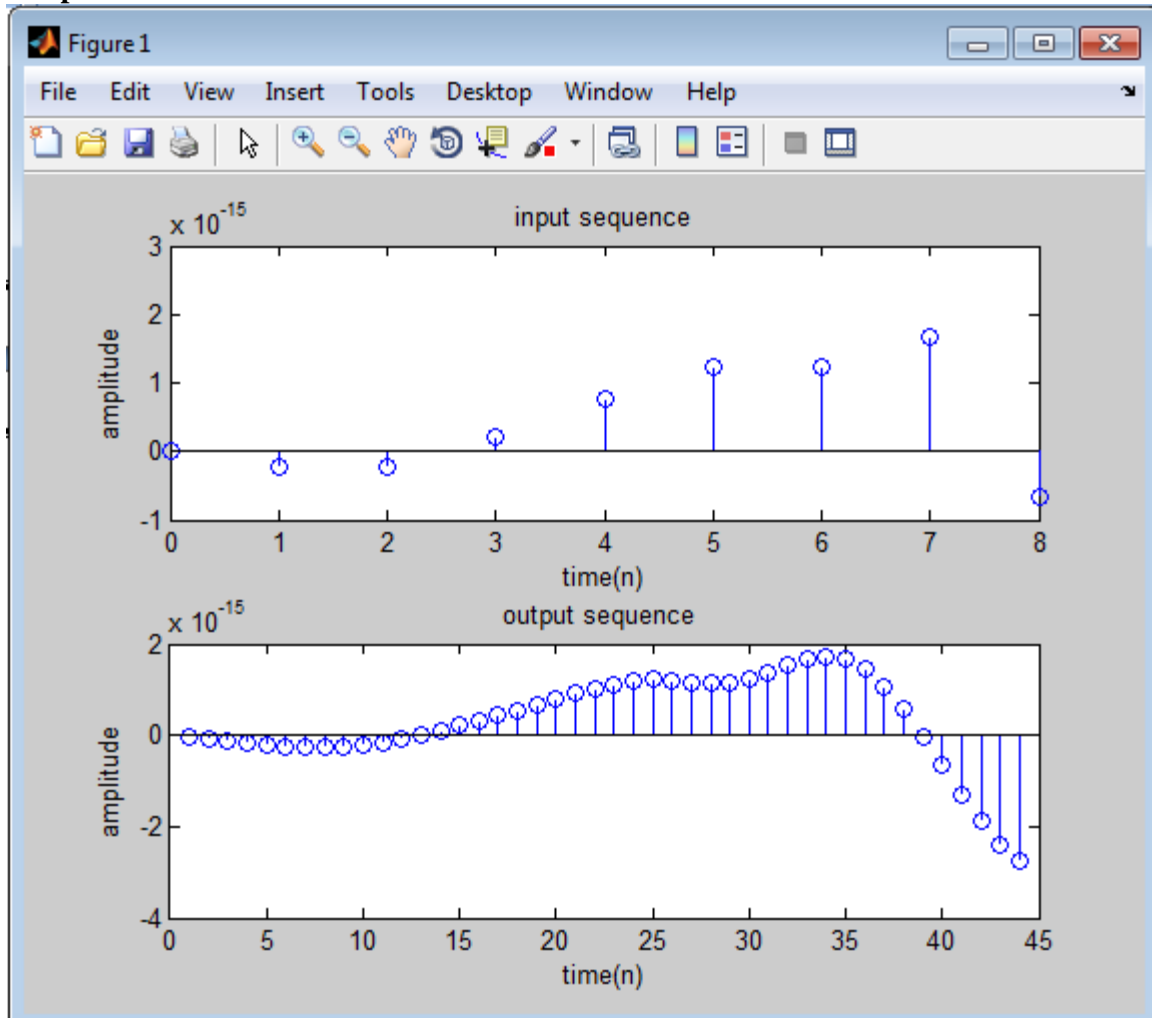 Figure 1
File Edit View Insert Tools Desktop Window Help
x 10^-15
input sequence
3
2
1
0
-1
amplitude
0 1 2 3 4 5 6 7 8
time(n)
x 10^-15
output sequence
2
0
-2
-4
amplitude
0 5 10 15 20 25 30 35 40 45
time(n)